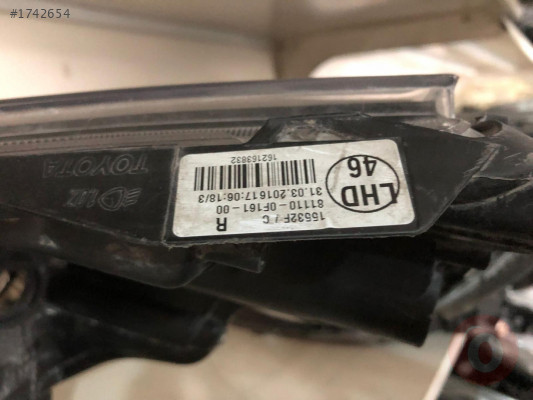 #1742654
TOYOTA
162163832
LHD
46
31.03.2016 17:06:18/3
81110-0F161-00
15532F / C
R